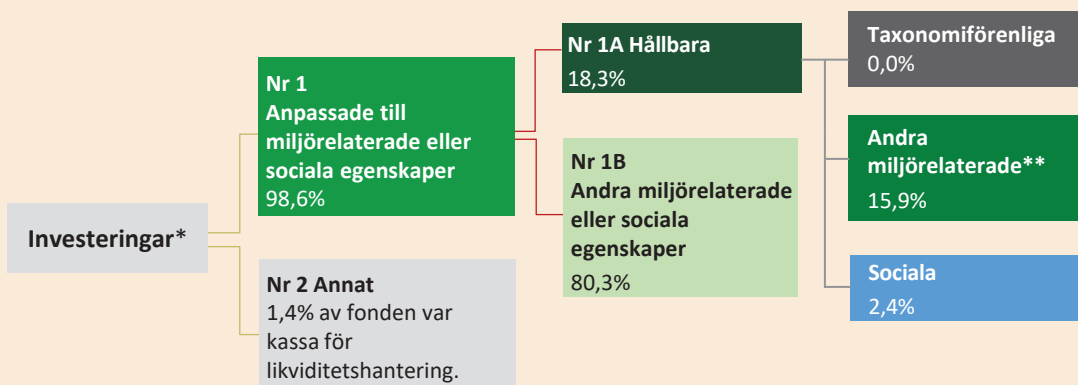 Investeringar*
Nr 1
Anpassade till
miljörelaterade eller
sociala egenskaper
98,6%
Nr 2 Annat
1,4% av fonden var
kassa för
likviditetshantering.
Nr 1A Hållbara
18,3%
Nr 1B
Andra miljörelaterade
eller sociala
egenskaper
80,3%
Taxonomiförenliga
0,0%
Andra
miljörelaterade**
15,9%
Sociala
2,4%